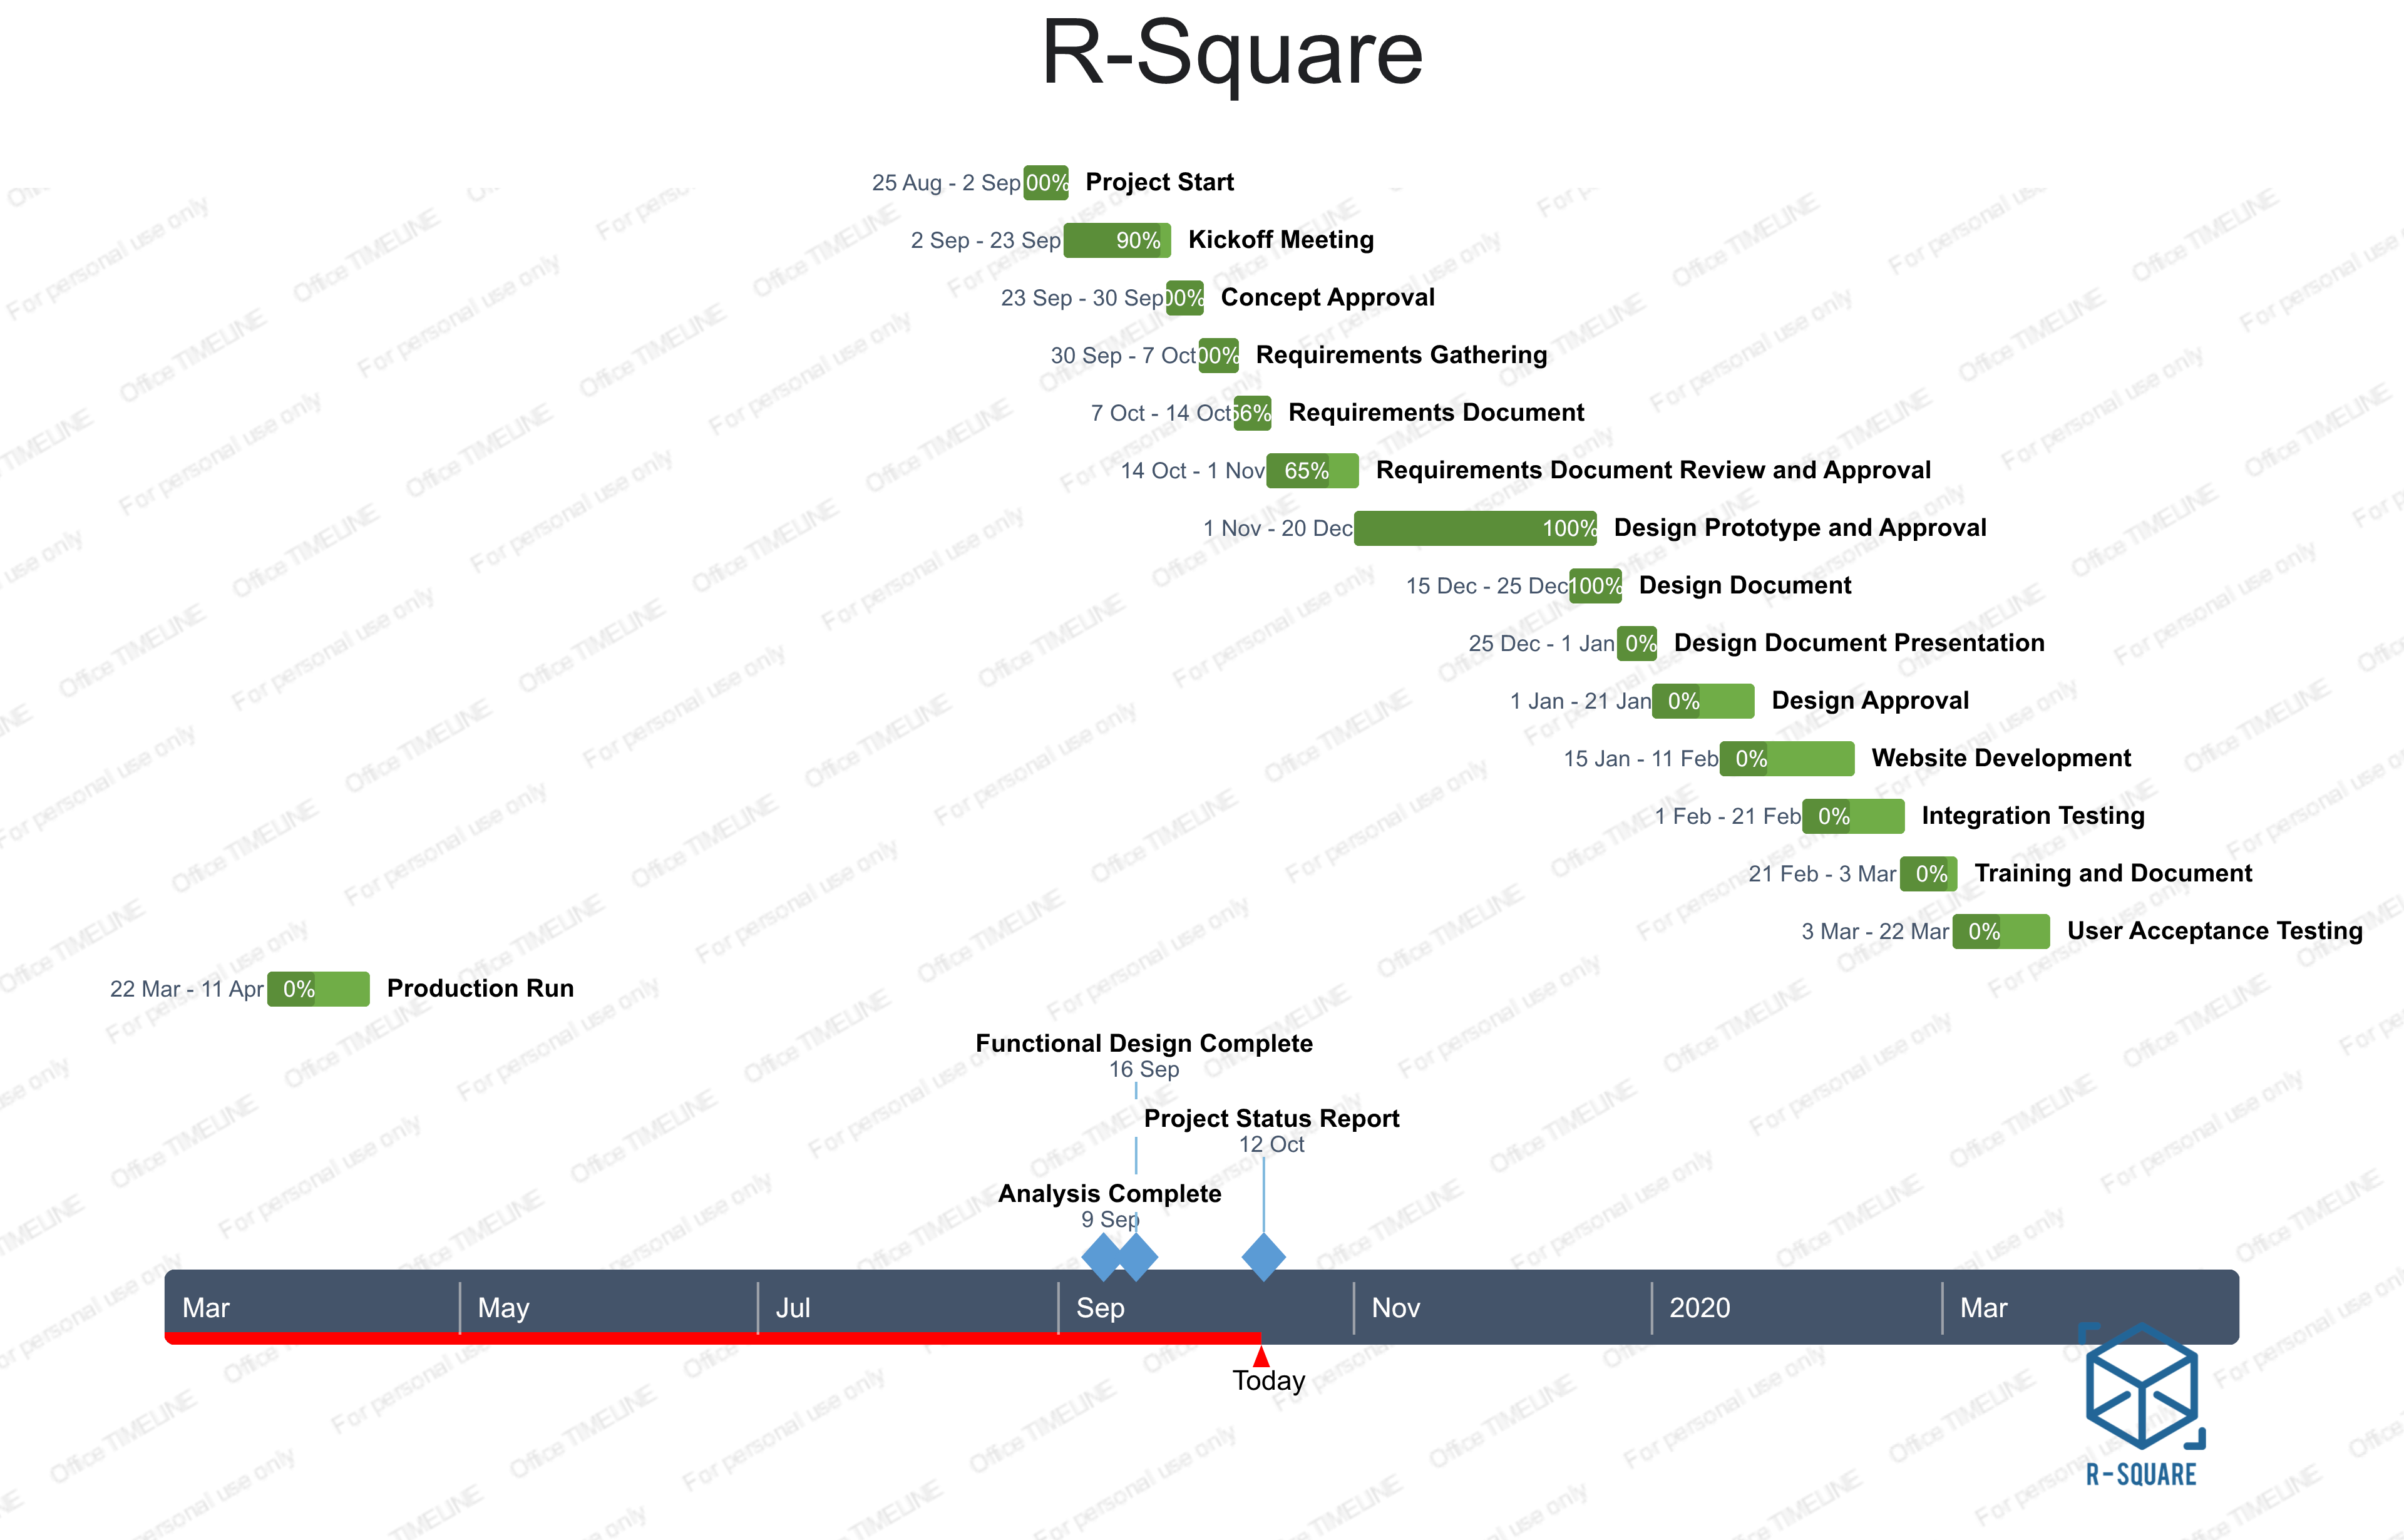 R-Square
25 Aug - 2 Sep 00% Project Start
2 Sep - 23 Sep 90% Kickoff Meeting
23 Sep - 30 Sep 00% Concept Approval
30 Sep - 7 Oct 00% Requirements Gathering
7 Oct - 14 Oct 56% Requirements Document
14 Oct - 1 Nov 65% Requirements Document Review and Approval
1 Nov - 20 Dec 100% Design Prototype and Approval
15 Dec - 25 Dec 100% Design Document
25 Dec - 1 Jan 0% Design Document Presentation
1 Jan - 21 Jan 0% Design Approval
15 Jan - 11 Feb 0% Website Development
1 Feb - 21 Feb 0% Integration Testing
21 Feb - 3 Mar 0% Training and Document
3 Mar - 22 Mar 0% User Acceptance Testing
22 Mar - 11 Apr 0% Production Run
Functional Design Complete
16 Sep
Project Status Report
12 Oct
Analysis Complete
9 Sep
Mar May Jul Sep Nov 2020 Mar
Today
R-SQUARE
Office TIMELINE For personal use only